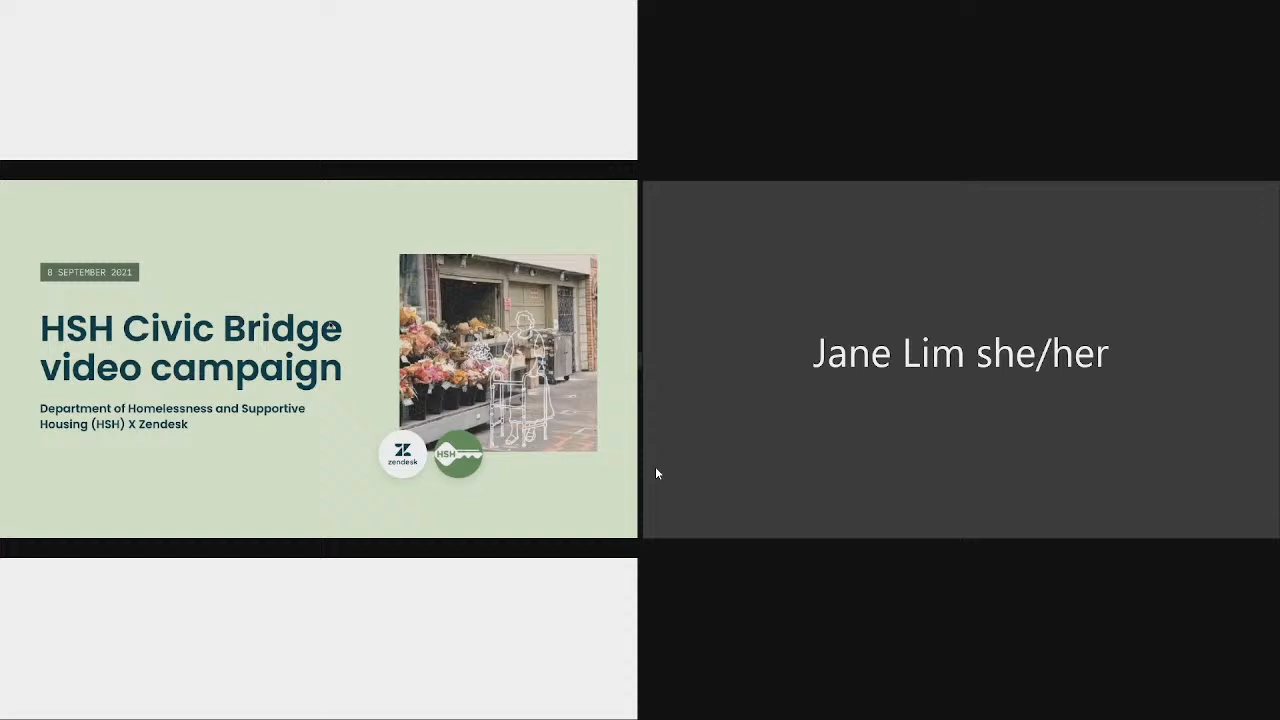 8 SEPTEMBER 2021
HSH Civic Bridge
video campaign
Department of Homelessness and Supportive
Housing (HSH) X Zendesk
zendesk
HSH
Jane Lim she/her